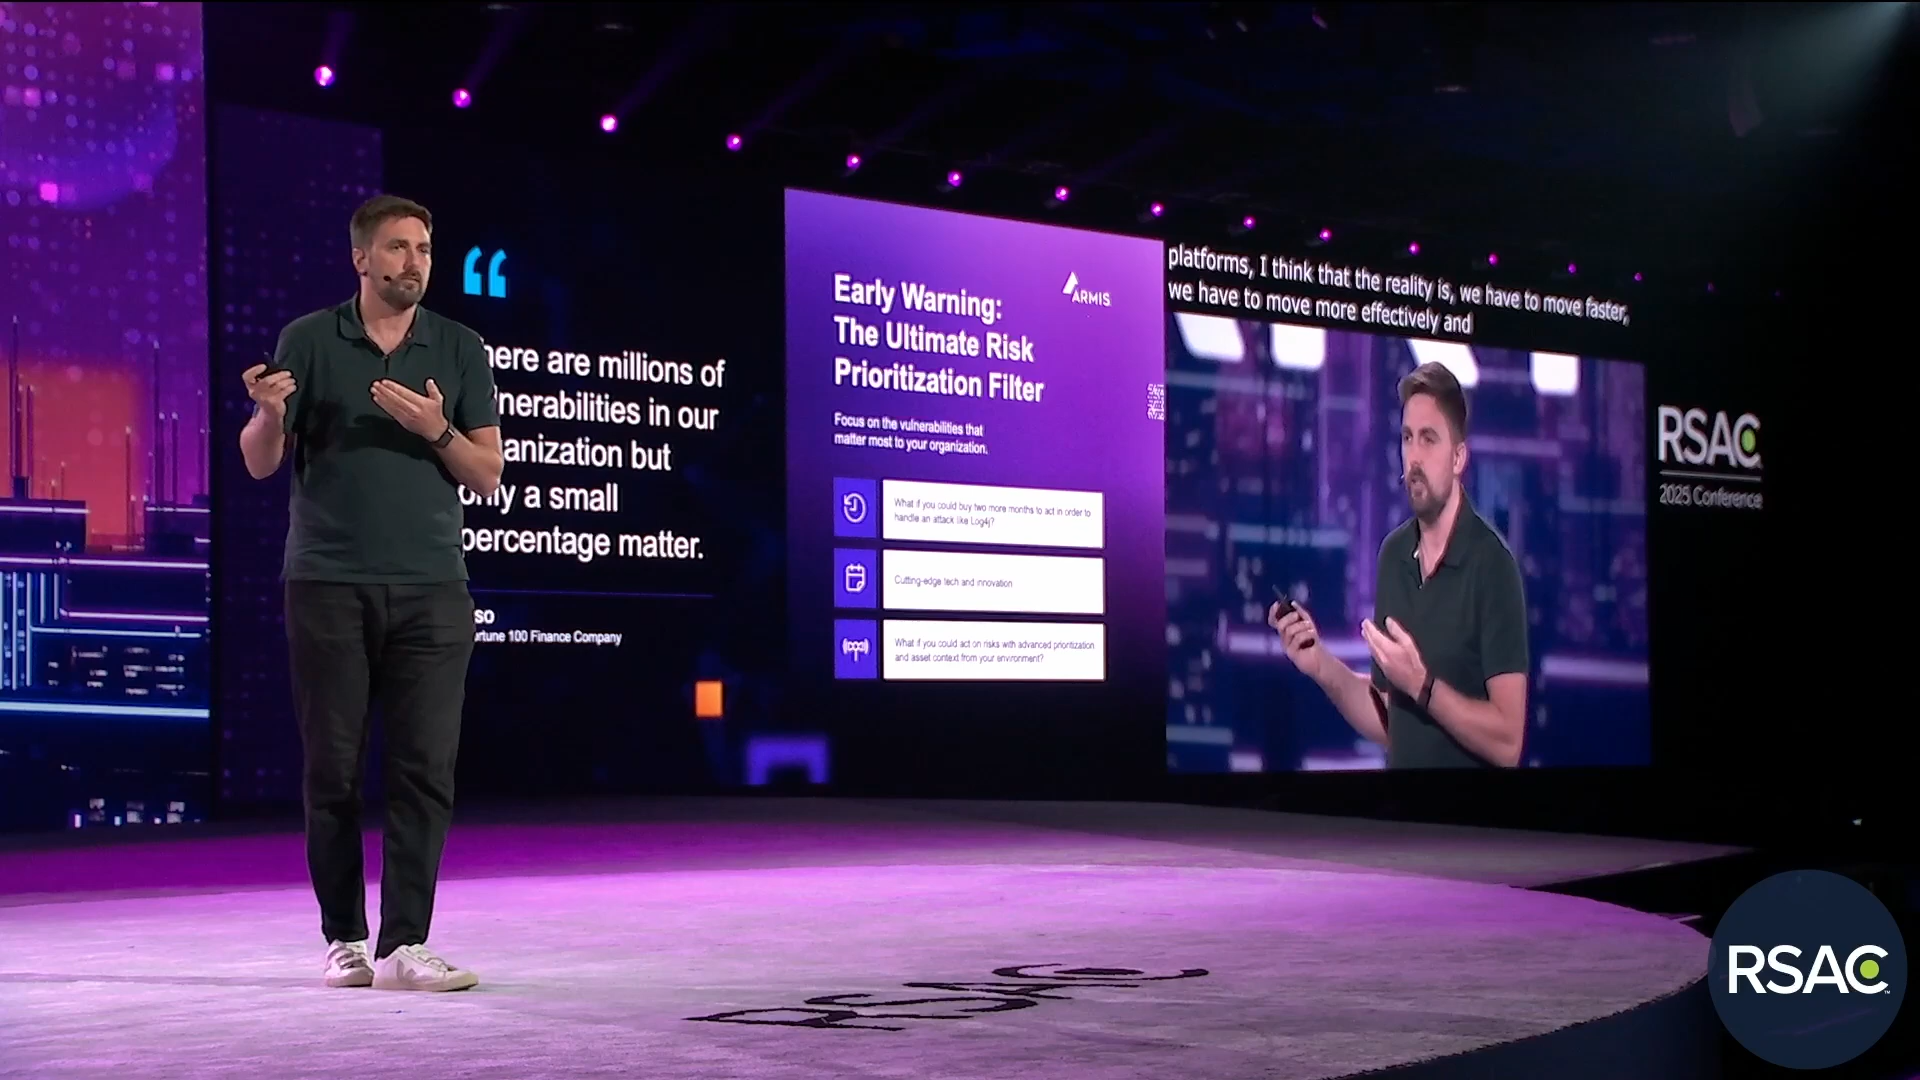 “
here are millions of
nerabilities in our
anization but
only a small
percentage matter.
SO
ortune 100 Finance Company
ARMIS
Early Warning:
The Ultimate Risk
Prioritization Filter
Focus on the vulnerabilities that
matter most to your organization.
What if you could buy two more months to act in order to
handle an attack like Log4j?
Cutting-edge tech and innovation
What if you could act on risks with advanced prioritization
and asset context from your environment?
platforms, I think that the reality is, we have to move faster,
we have to move more effectively and
RSAC
2025 Conference
RSAC
RSAC